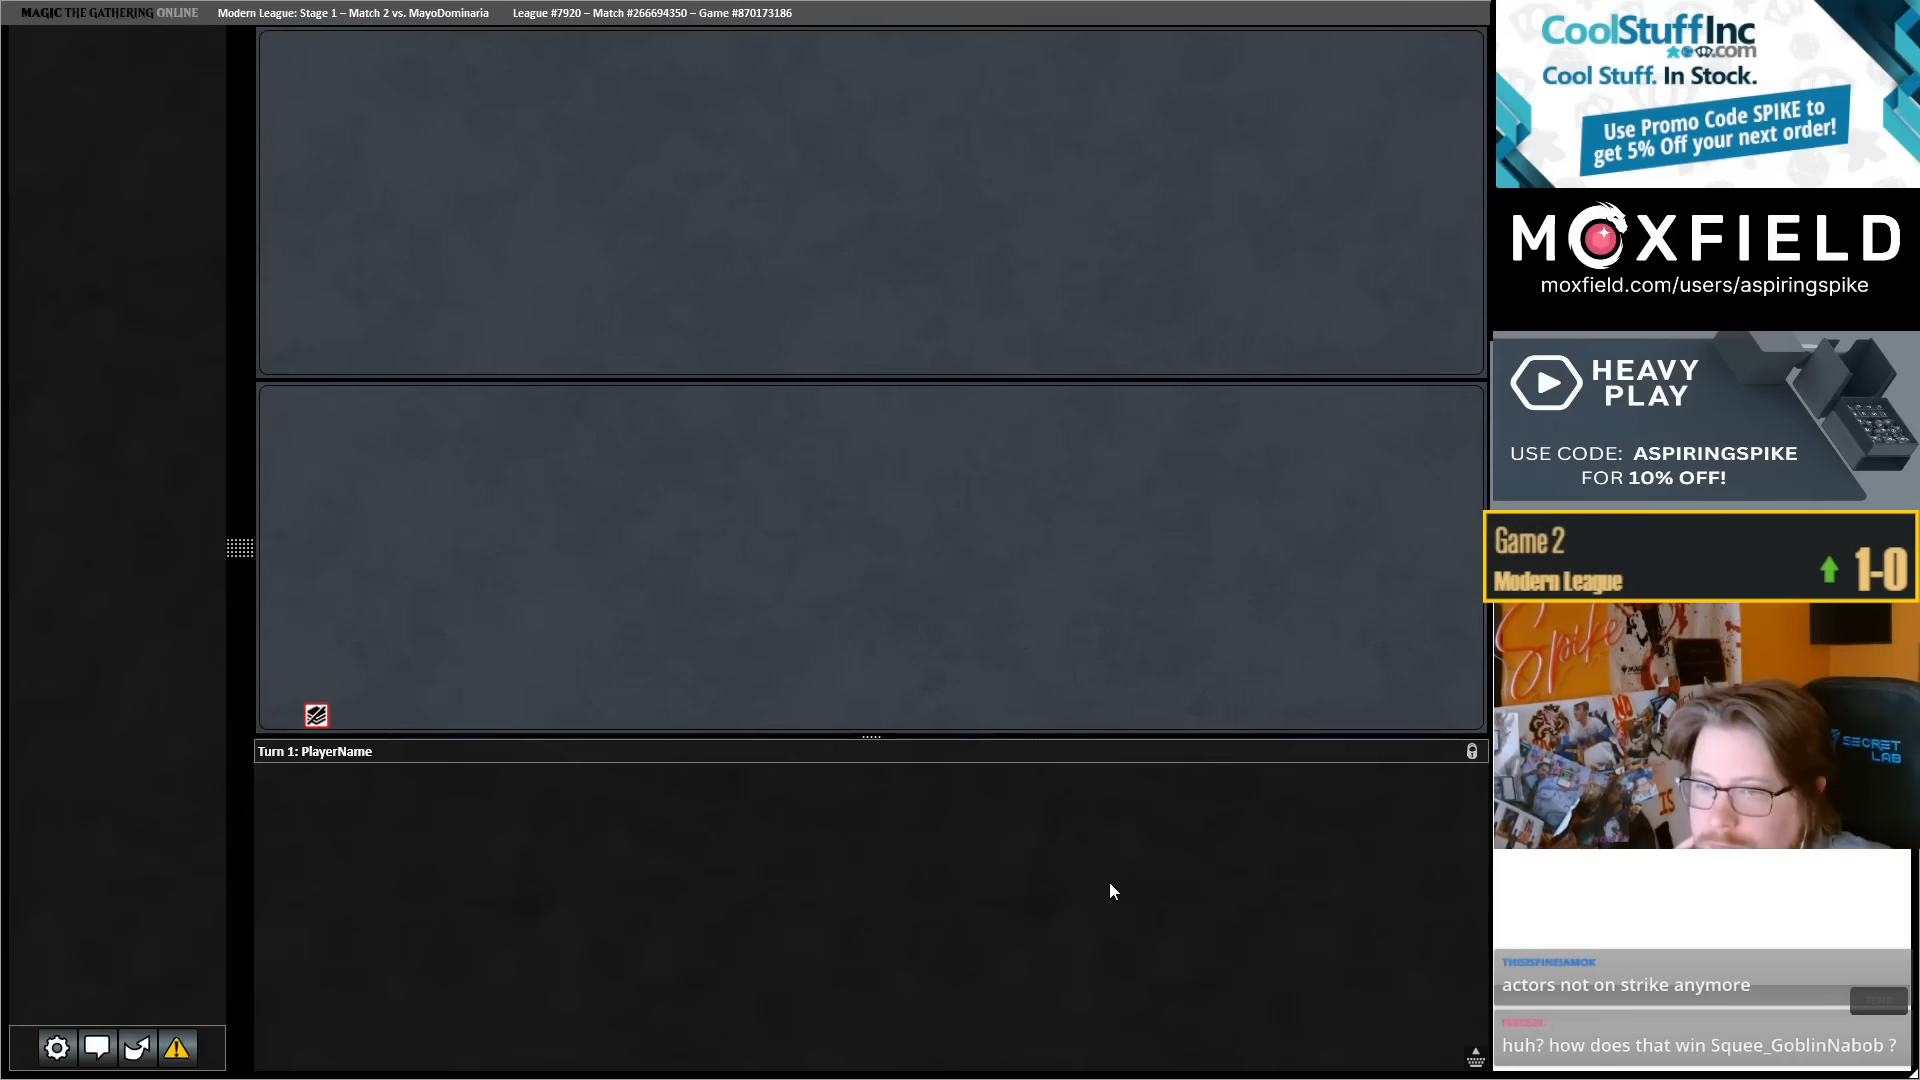 MAGIC THE GATHERING ONLINE
Modern League: Stage 1 – Match 2 vs. MayoDominaria
League #7920 – Match #266694350 – Game #870173186
Turn 1: PlayerName
CoolStuffInc
.com
Cool Stuff. In Stock.
Use Promo Code SPIKE to
get 5% Off your next order!
MOXFIELD
moxfield.com/users/aspiringspike
HEAVY
PLAY
USE CODE: ASPIRINGSPIKE
FOR 10% OFF!
Game 2
1-0
Modern League
Spike
SECRET
LAB
THISISFINEIAMOK
actors not on strike anymore
SEND
huh? how does that win Squee_GoblinNabob ?